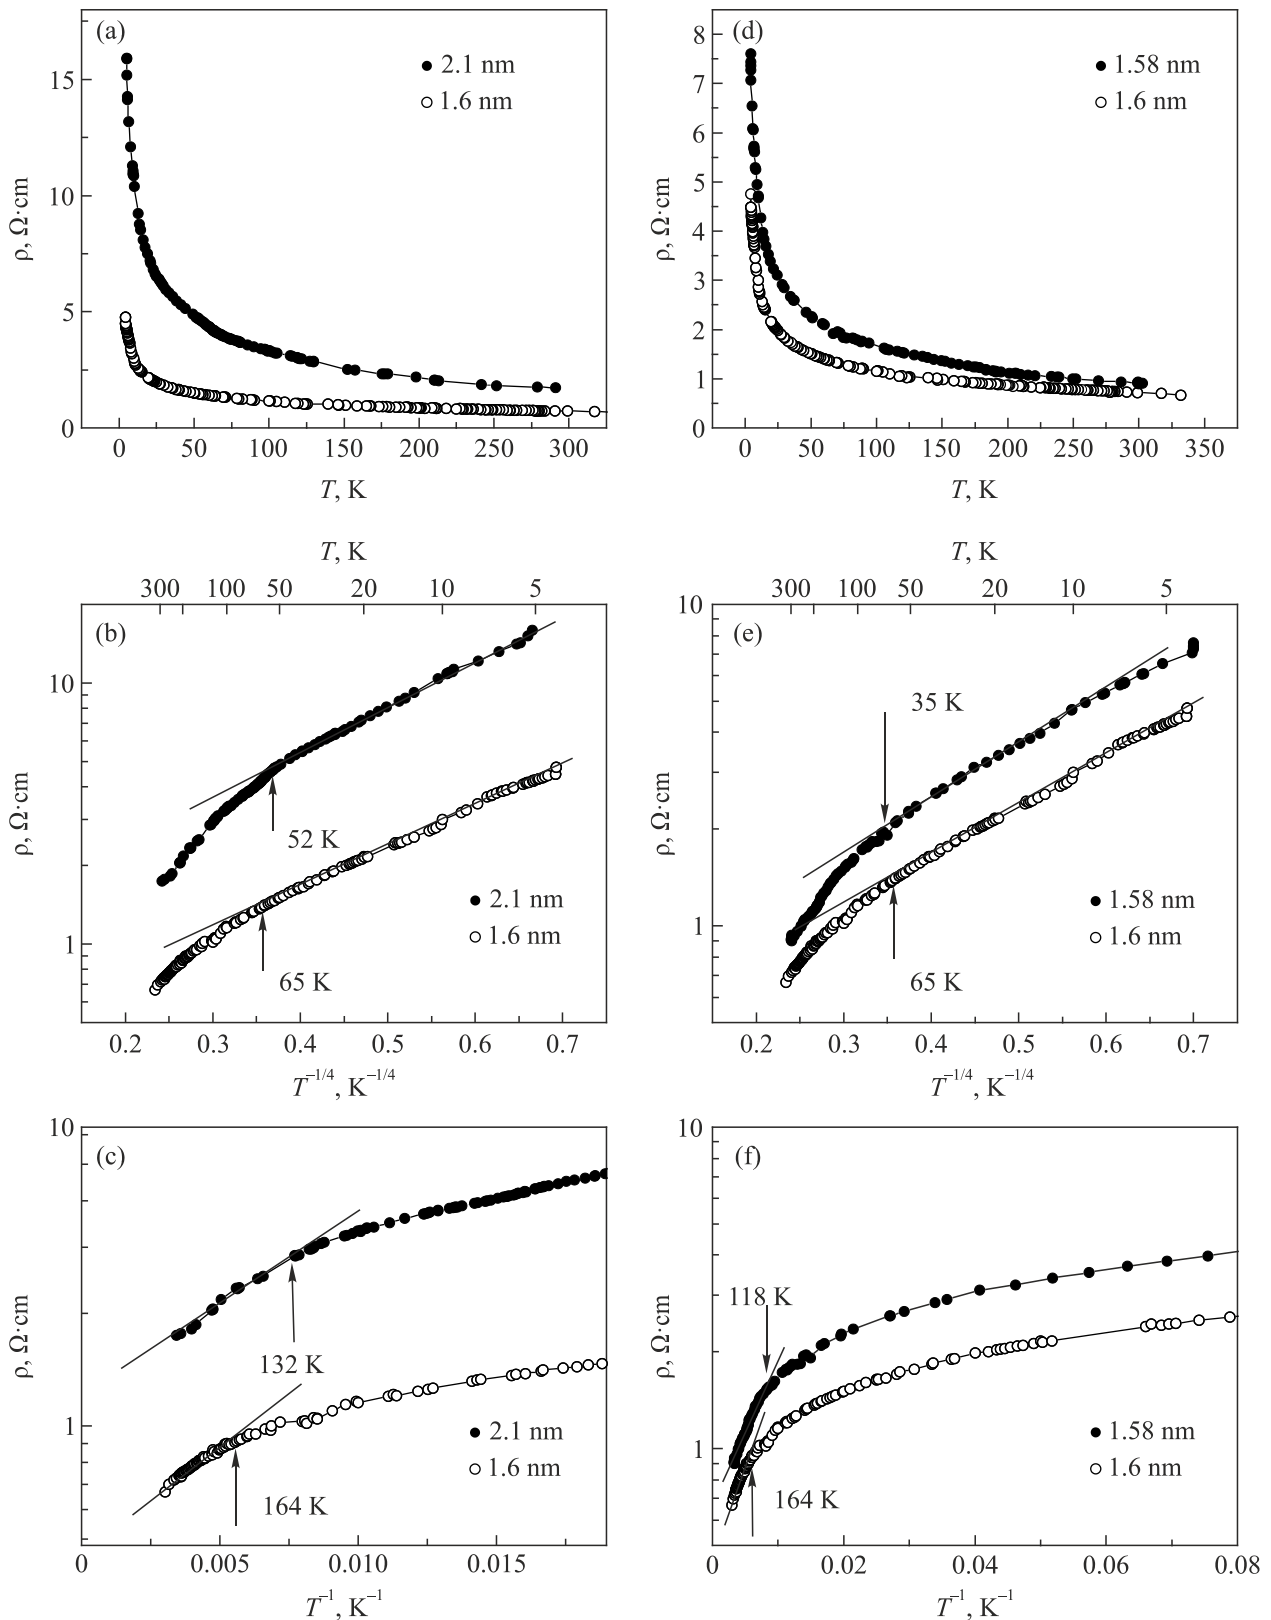 (a)
2.1 nm
1.6 nm
15
10
5
0
ρ, Ω·cm
0 50 100 150 200 250 300
T, K
(d)
1.58 nm
1.6 nm
8
7
6
5
4
3
2
1
0
ρ, Ω·cm
0 50 100 150 200 250 300 350
T, K
T, K
300 100 50 20 10 5
(b)
10
1
ρ, Ω·cm
52 K
65 K
2.1 nm
1.6 nm
0.2 0.3 0.4 0.5 0.6 0.7
T⁻¹/⁴, K⁻¹/⁴
T, K
300 100 50 20 10 5
(e)
10
1
ρ, Ω·cm
35 K
65 K
1.58 nm
1.6 nm
0.2 0.3 0.4 0.5 0.6 0.7
T⁻¹/⁴, K⁻¹/⁴
(c)
10
1
ρ, Ω·cm
132 K
164 K
2.1 nm
1.6 nm
0 0.005 0.010 0.015
T⁻¹, K⁻¹
(f)
10
1
ρ, Ω·cm
118 K
164 K
1.58 nm
1.6 nm
0 0.02 0.04 0.06 0.08
T⁻¹, K⁻¹